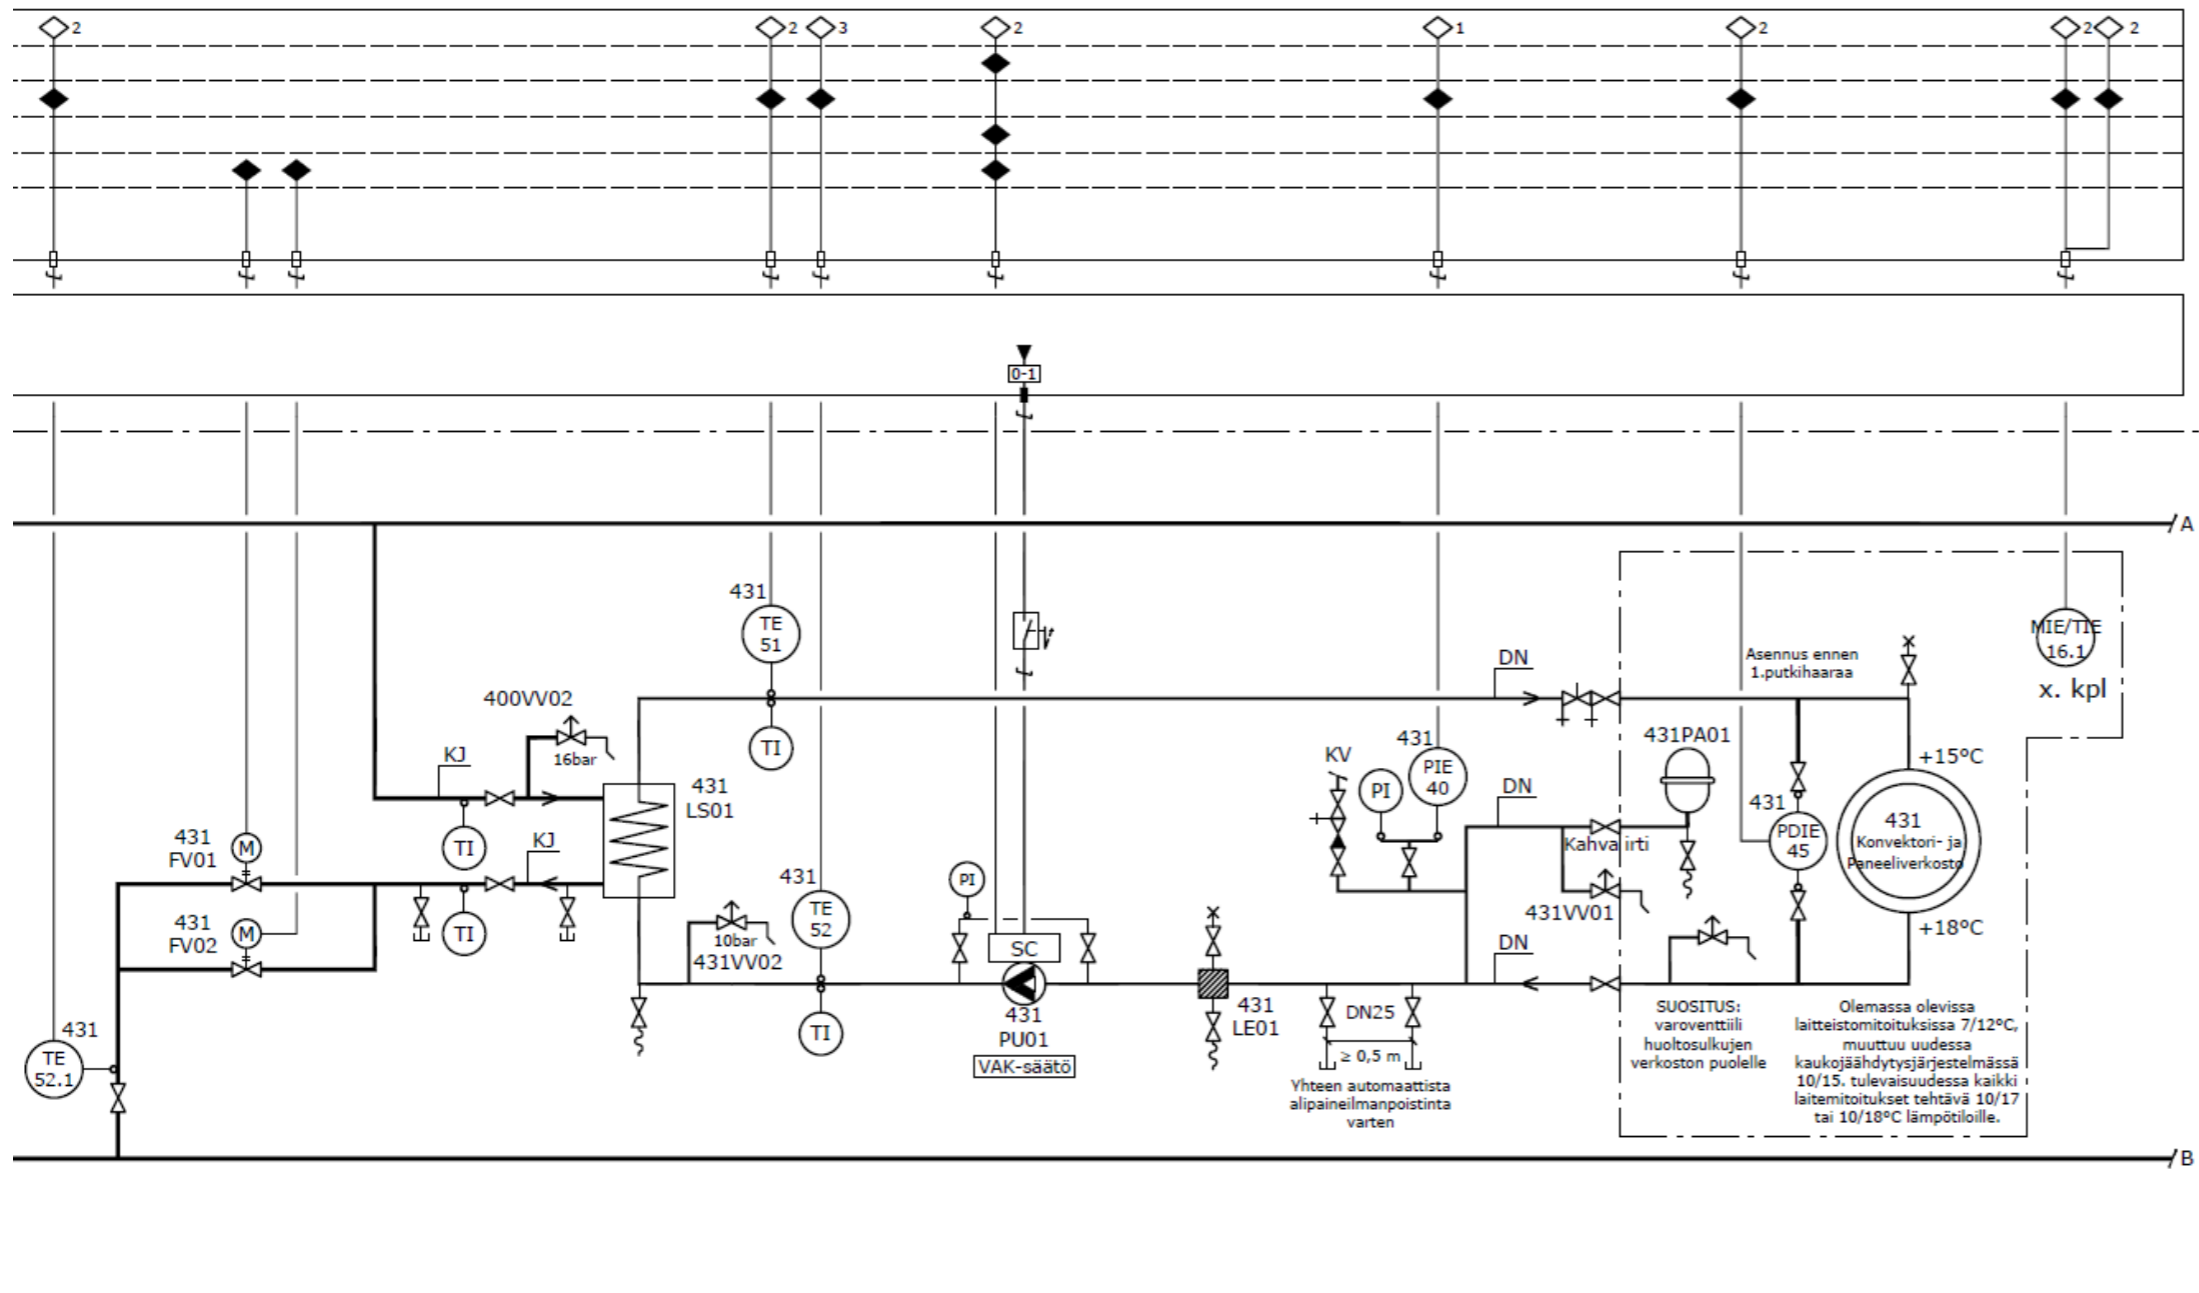 2
2
3
2
1
2
2
2
0-1
A
431
TE
51
MIE/TIE
16.1
x. kpl
Asennus ennen
1.putkihaaraa
DN
400VV02
16bar
KJ
TI
431PA01
KV
431
PIE
40
PI
+15°C
431
LS01
DN
431
PDIE
45
431
Konvektori- ja
Paneeliverkosto
431
FV01
M
TI
KJ
Kahva irti
431
TE
52
PI
431VV01
431
FV02
M
TI
10bar
431VV02
SC
DN
+18°C
431
PU01
VAK-säätö
TI
431
LE01
DN25
≥ 0,5 m
Yhteen automaattista
alipaineilmanpoistinta
varten
SUOSITUS:
varoventtiili
huoltosulkujen
verkoston puolelle
Olemassa olevissa
laitteistomitoituksissa 7/12°C,
muuttuu uudessa
kaukojäähdytysjärjestelmässä
10/15. tulevaisuudessa kaikki
laitemitoitukset tehtävä 10/17
tai 10/18°C lämpötiloille.
431
TE
52.1
B